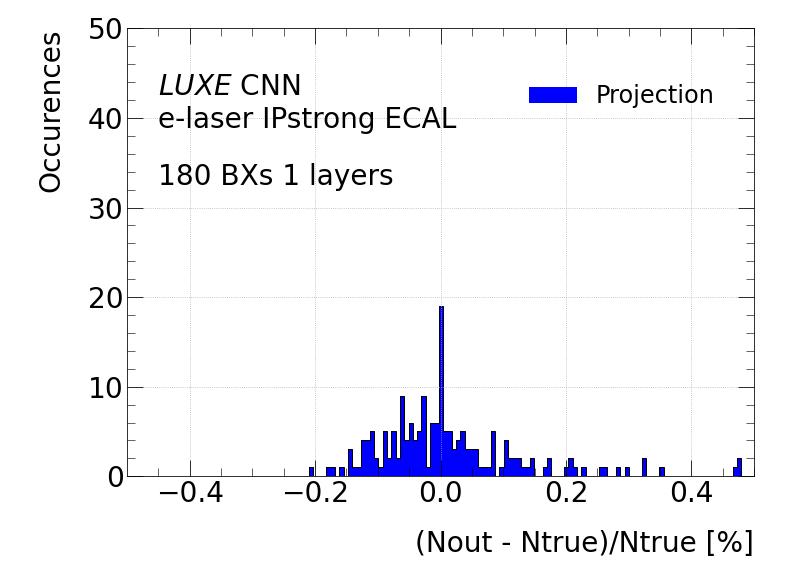 50
40
30
20
10
0
Occurences
LUXE CNN
e-laser IPstrong ECAL
180 BXs 1 layers
Projection
−0.4
−0.2
0.0
0.2
0.4
(Nout - Ntrue)/Ntrue [%]